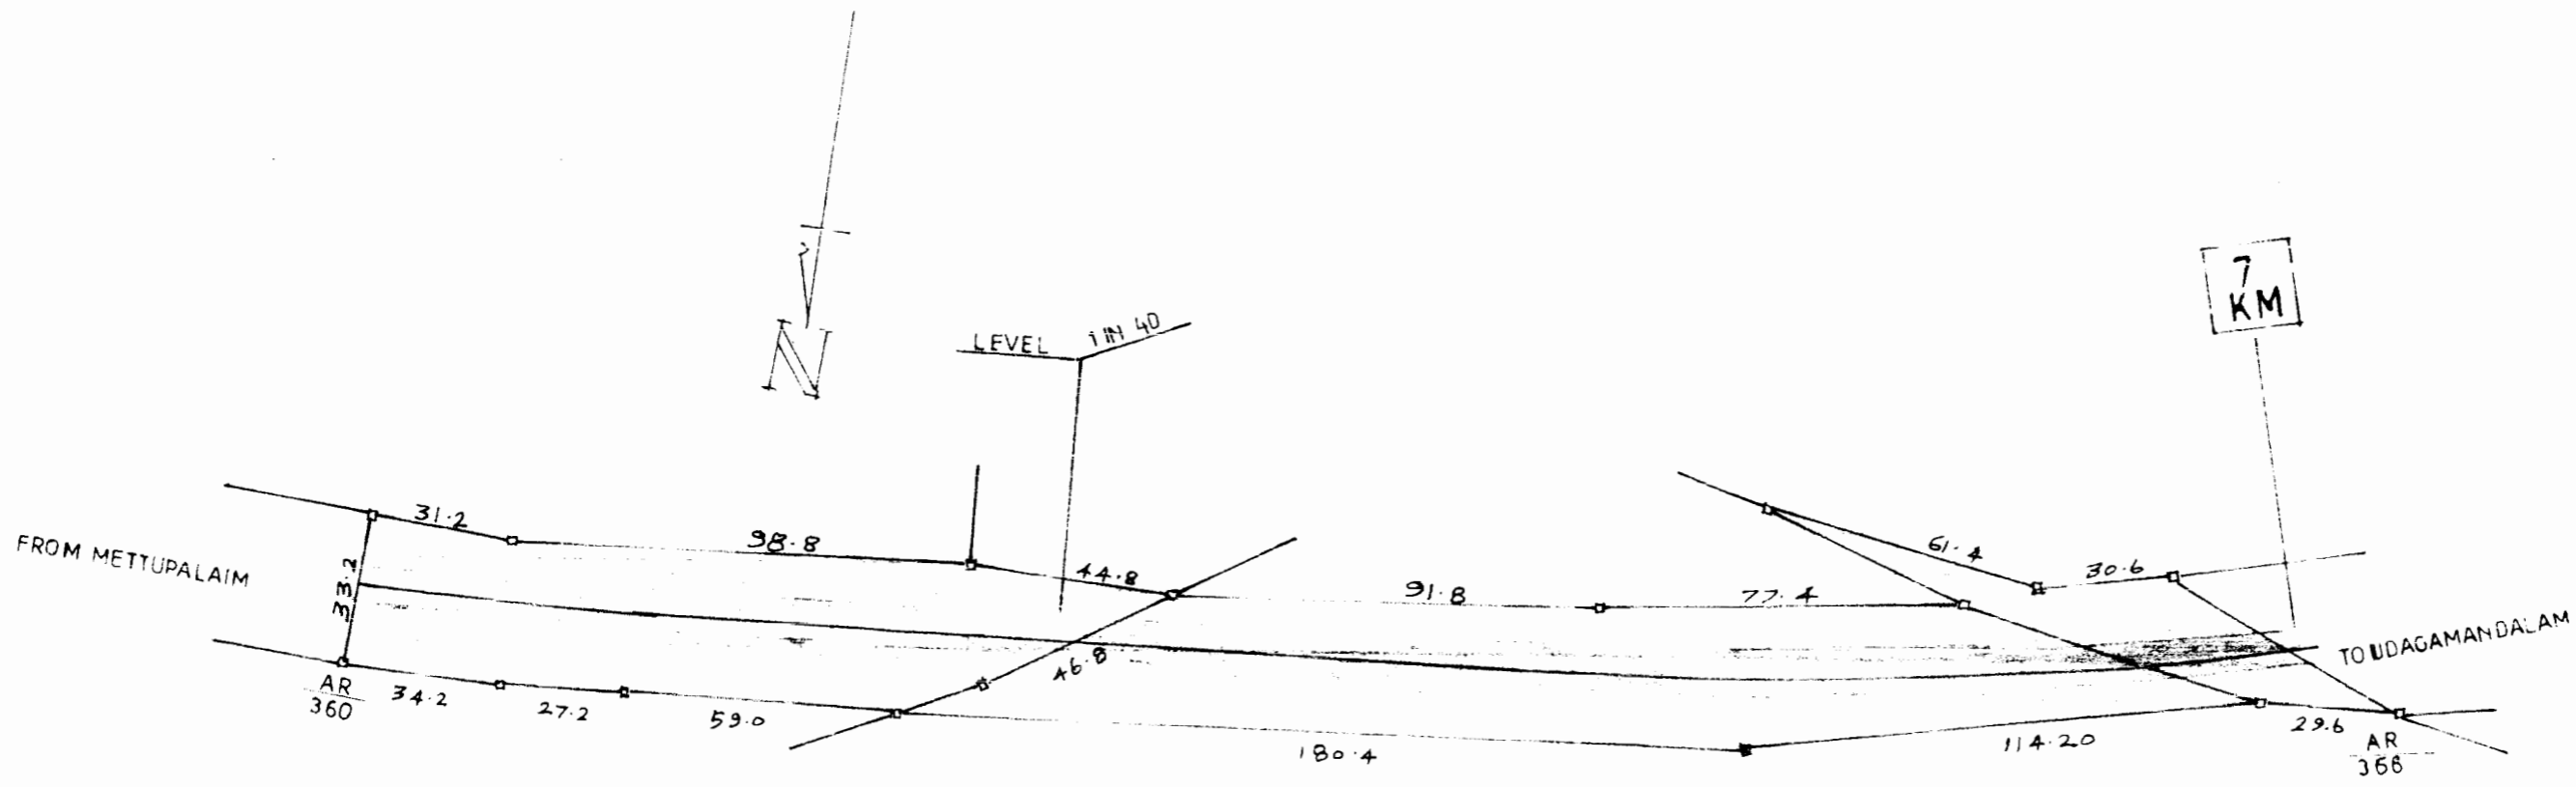 7
KM
LEVEL
1 IN 40
N
31.2
98.8
44.8
91.8
77.4
61.4
30.6
FROM METTUPALAIM
33.2
46.8
TO UDAGAMANDALAM
AR
360
34.2
27.2
59.0
180.4
114.20
29.6
AR
366